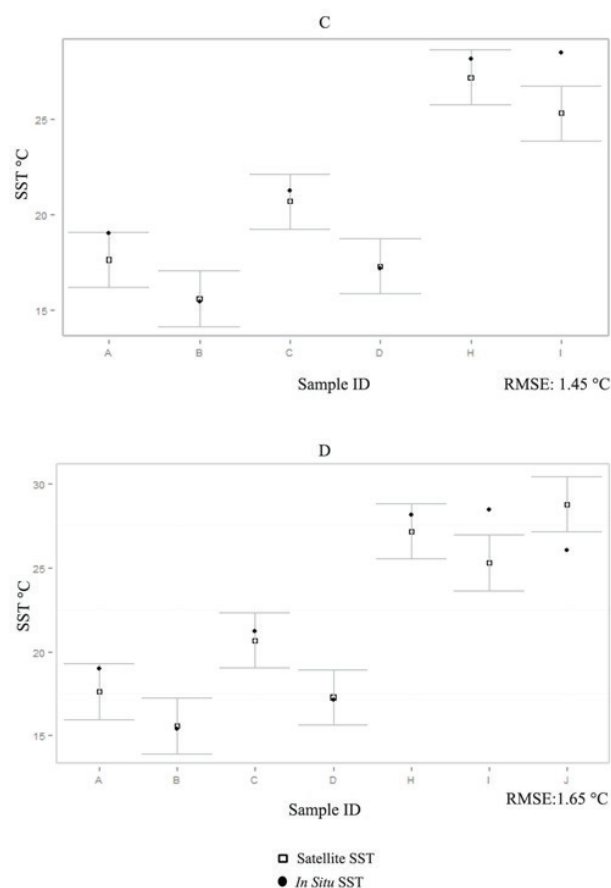 C
SST °C
25
20
15
A B C D H I
Sample ID
RMSE: 1.45 °C
D
SST °C
30
25
20
15
A B C D H I J
Sample ID
RMSE:1.65 °C
Satellite SST
In Situ SST